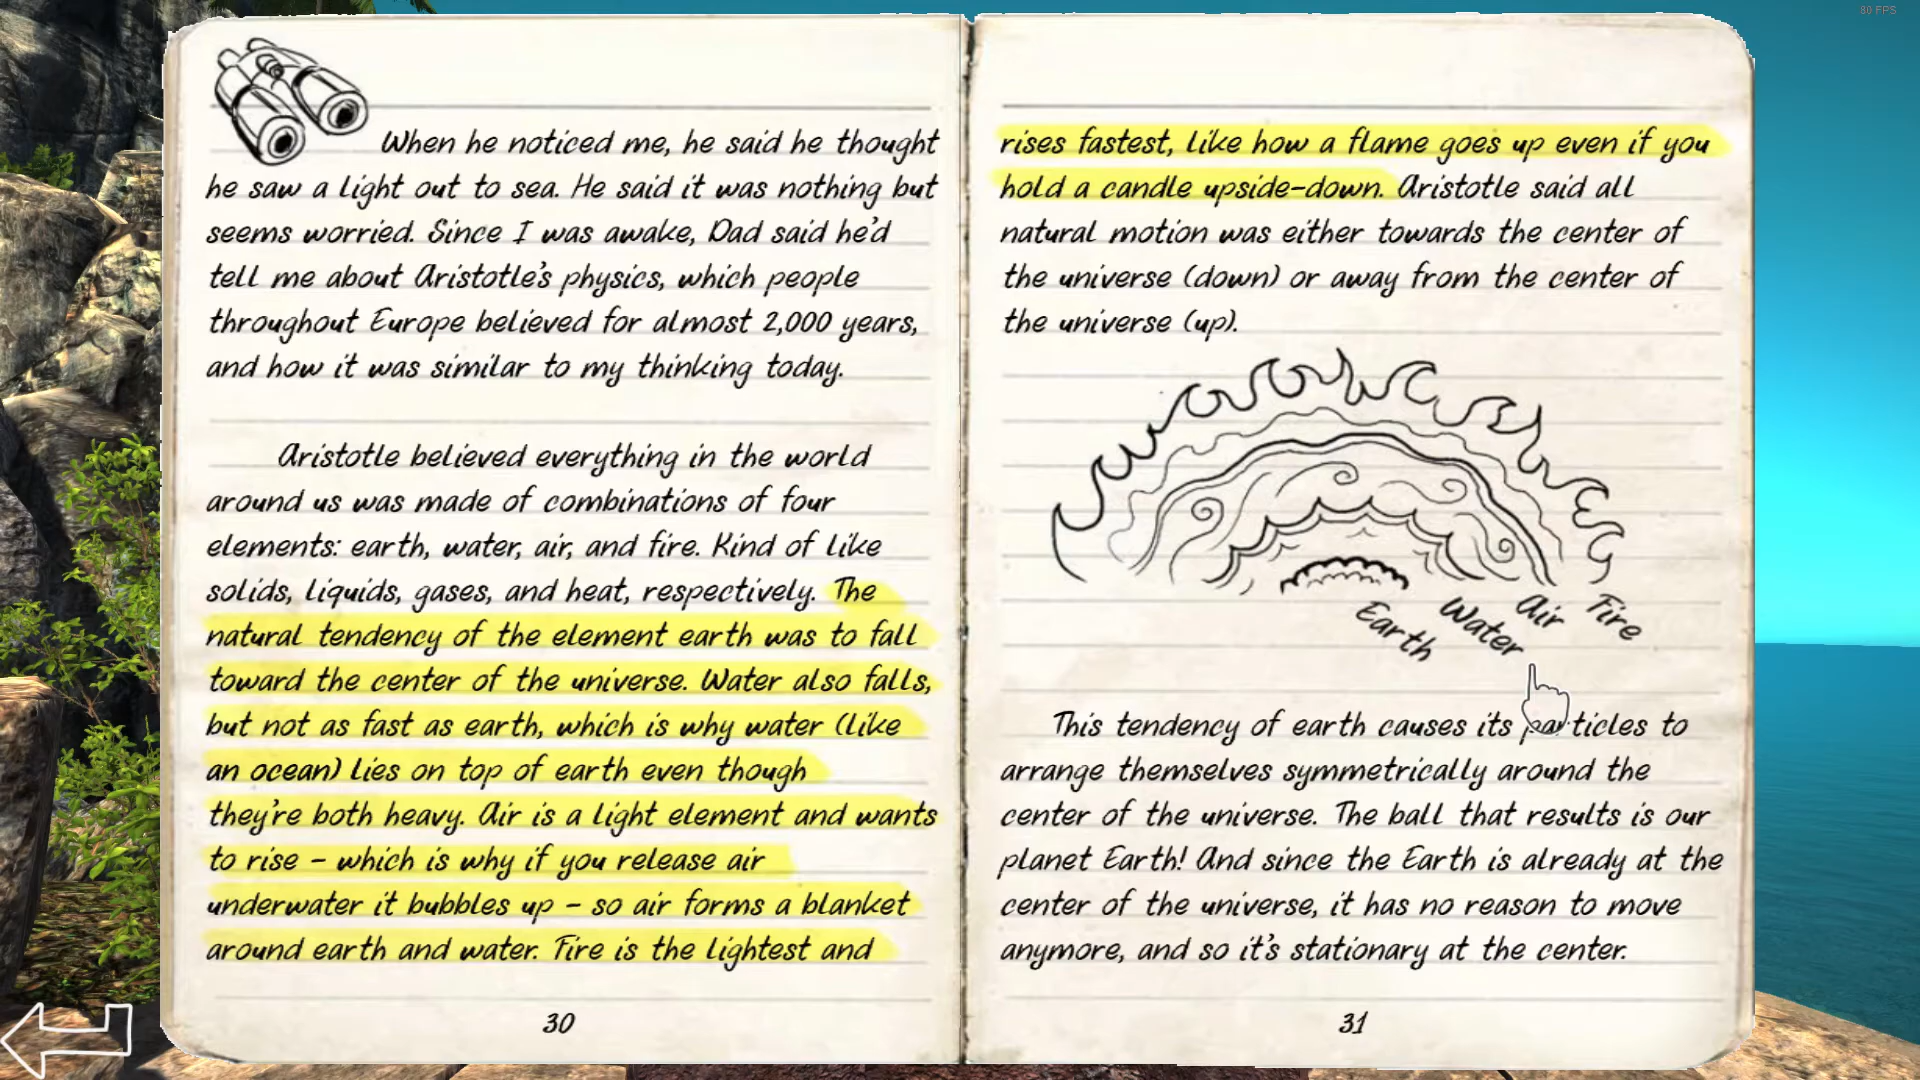 80 FPS
When he noticed me, he said he thought
he saw a light out to sea. He said it was nothing but
seems worried. Since I was awake, Dad said he'd
tell me about Aristotle's physics, which people
throughout Europe believed for almost 2,000 years,
and how it was similar to my thinking today.
Aristotle believed everything in the world
around us was made of combinations of four
elements: earth, water, air, and fire. Kind of like
solids, liquids, gases, and heat, respectively. The
natural tendency of the element earth was to fall
toward the center of the universe. Water also falls,
but not as fast as earth, which is why water (like
an ocean) lies on top of earth even though
they're both heavy. Air is a light element and wants
to rise – which is why if you release air
underwater it bubbles up – so air forms a blanket
around earth and water. Fire is the lightest and
30
rises fastest, like how a flame goes up even if you
hold a candle upside-down. Aristotle said all
natural motion was either towards the center of
the universe (down) or away from the center of
the universe (up).
Earth
Water
Air
Fire
This tendency of earth causes its particles to
arrange themselves symmetrically around the
center of the universe. The ball that results is our
planet Earth! And since the Earth is already at the
center of the universe, it has no reason to move
anymore, and so it's stationary at the center.
31